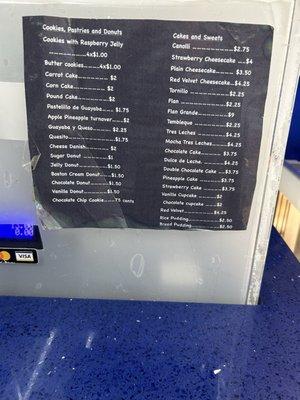 Cookies, Pastries and Donuts
Cookies with Raspberry Jelly
.....................4x$1.00
Butter cookies...........4x$1.00
Carrot Cake..............$2
Corn Cake................$2
Pound Cake..............$2
Pastelillo de Guayaba.....$1.75
Apple Pineapple turnover.....$2
Guayaba y Queso..........$2.25
Quesito....................$1.75
Cheese Danish............$2
Sugar Donut.............$1
Jelly Donut..............$1.50
Boston Cream Donut.....$1.50
Chocolate Donut.........$1.50
Vanilla Donut............$1.50
Chocolate Chip Cookie...75 cents
Cakes and Sweets
Canolli
.....................$2.75
Strawberry Cheesecake ....$4
Plain Cheesecake..........$3.50
Red Velvet Cheesecake...$4.25
Tornillo ..................$2.25
Flan .....................$2.25
Flan Grande..............$9
Tembleque ...............$2.25
Tres Leches ..............$4.25
Mocha Tres Leches.......$4.25
Chocolate Cake...........$3.75
Dulce de Leche...........$4.25
Double Chocolate Cake ....$3.75
Pineapple Cake ...........$3.75
Strawberry Cake..........$3.75
Vanilla Cupcake ..........$2
Chocolate cupcake ........$2
Red Velvet...............$4.25
Rice Pudding.............$2.50
Bread Pudding............$2.50
0.00
VISA